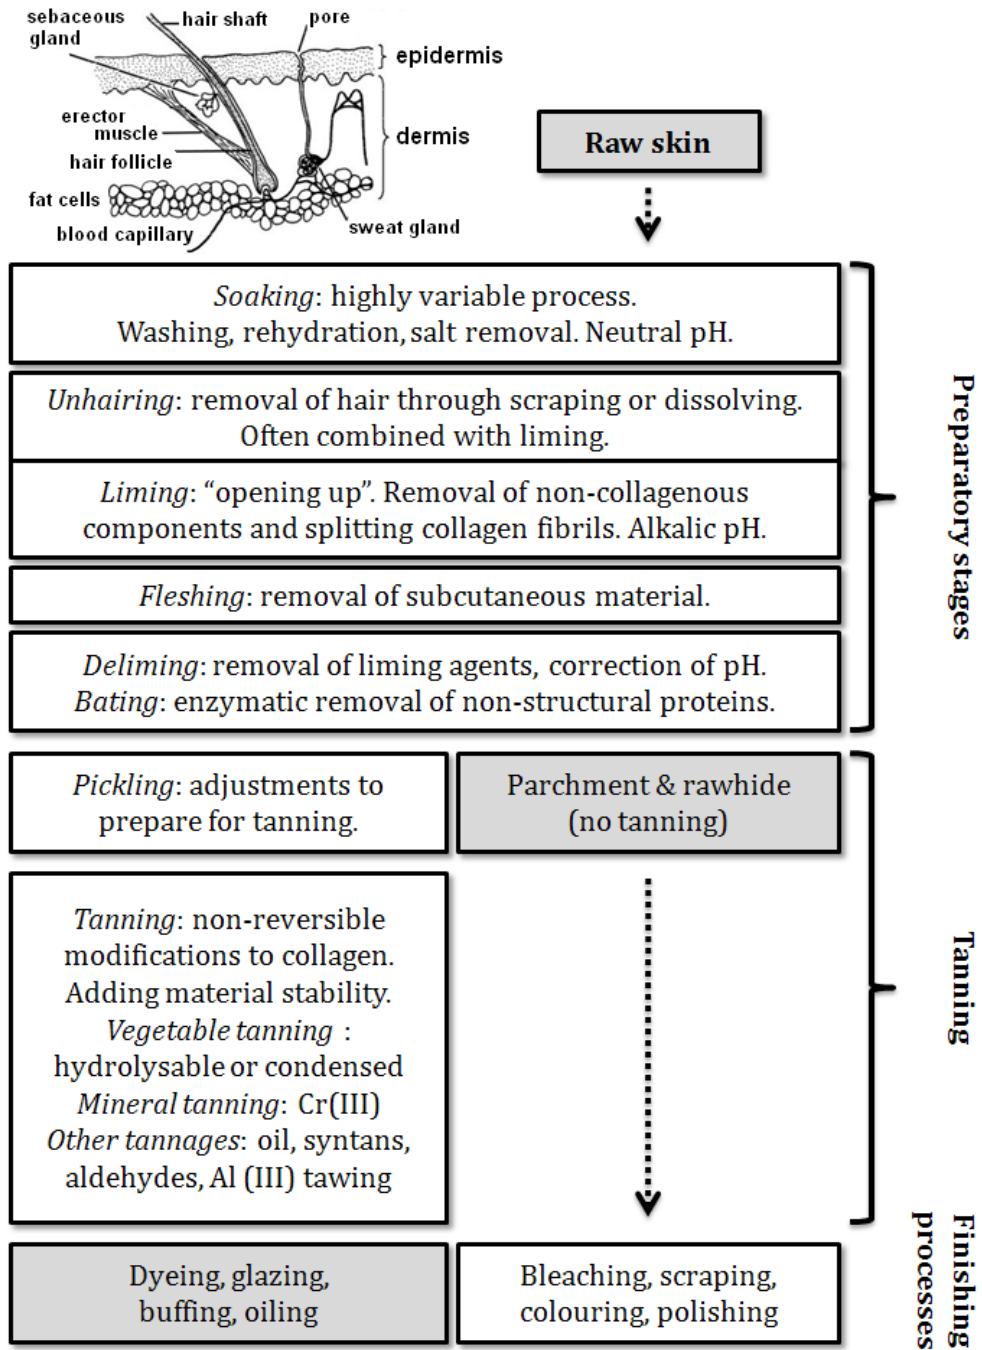 sebaceous
gland
hair shaft
pore
epidermis
erector
muscle
dermis
hair follicle
fat cells
blood capillary
sweat gland
Raw skin
Soaking: highly variable process.
Washing, rehydration, salt removal. Neutral pH.
Unhairing: removal of hair through scraping or dissolving.
Often combined with liming.
Liming: “opening up”. Removal of non-collagenous
components and splitting collagen fibrils. Alkalic pH.
Fleshing: removal of subcutaneous material.
Deliming: removal of liming agents, correction of pH.
Bating: enzymatic removal of non-structural proteins.
Preparatory stages
Pickling: adjustments to
prepare for tanning.
Parchment & rawhide
(no tanning)
Tanning: non-reversible
modifications to collagen.
Adding material stability.
Vegetable tanning :
hydrolysable or condensed
Mineral tanning: Cr(III)
Other tannages: oil, syntans,
aldehydes, Al (III) tawing
Tanning
Dyeing, glazing,
buffing, oiling
Bleaching, scraping,
colouring, polishing
Finishing
processes